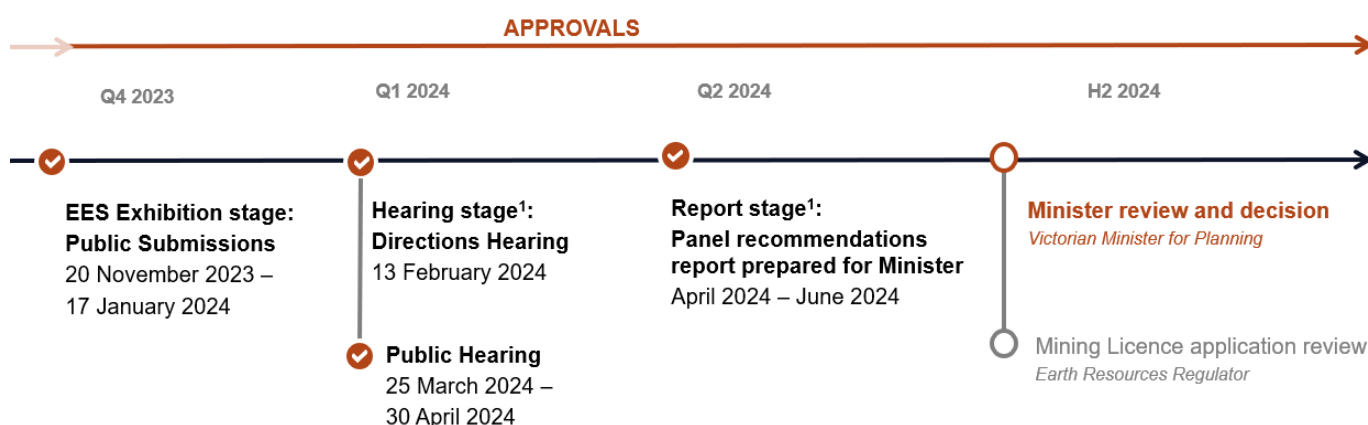 APPROVALS
Q4 2023
Q1 2024
Q2 2024
H2 2024
EES Exhibition stage:
Public Submissions
20 November 2023 –
17 January 2024
Hearing stage¹:
Directions Hearing
13 February 2024
Public Hearing
25 March 2024 –
30 April 2024
Report stage¹:
Panel recommendations
report prepared for Minister
April 2024 – June 2024
Minister review and decision
Victorian Minister for Planning
Mining Licence application review
Earth Resources Regulator